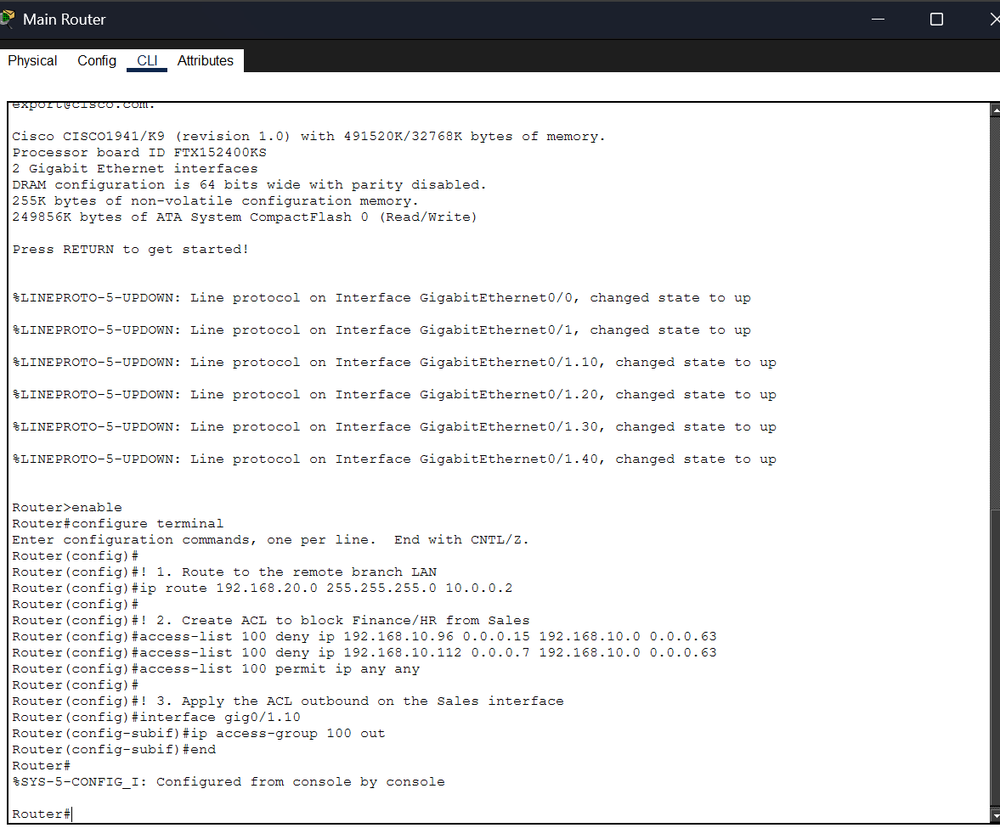 Main Router
Physical Config CLI Attributes
export@cisco.com.
Cisco CISCO1941/K9 (revision 1.0) with 491520K/32768K bytes of memory.
Processor board ID FTX152400KS
2 Gigabit Ethernet interfaces
DRAM configuration is 64 bits wide with parity disabled.
255K bytes of non-volatile configuration memory.
249856K bytes of ATA System CompactFlash 0 (Read/Write)
Press RETURN to get started!
%LINEPROTO-5-UPDOWN: Line protocol on Interface GigabitEthernet0/0, changed state to up
%LINEPROTO-5-UPDOWN: Line protocol on Interface GigabitEthernet0/1, changed state to up
%LINEPROTO-5-UPDOWN: Line protocol on Interface GigabitEthernet0/1.10, changed state to up
%LINEPROTO-5-UPDOWN: Line protocol on Interface GigabitEthernet0/1.20, changed state to up
%LINEPROTO-5-UPDOWN: Line protocol on Interface GigabitEthernet0/1.30, changed state to up
%LINEPROTO-5-UPDOWN: Line protocol on Interface GigabitEthernet0/1.40, changed state to up
Router>enable
Router#configure terminal
Enter configuration commands, one per line.  End with CNTL/Z.
Router(config)#
Router(config)#! 1. Route to the remote branch LAN
Router(config)#ip route 192.168.20.0 255.255.255.0 10.0.0.2
Router(config)#
Router(config)#! 2. Create ACL to block Finance/HR from Sales
Router(config)#access-list 100 deny ip 192.168.10.96 0.0.0.15 192.168.10.0 0.0.0.63
Router(config)#access-list 100 deny ip 192.168.10.112 0.0.0.7 192.168.10.0 0.0.0.63
Router(config)#access-list 100 permit ip any any
Router(config)#
Router(config)#! 3. Apply the ACL outbound on the Sales interface
Router(config)#interface gig0/1.10
Router(config-subif)#ip access-group 100 out
Router(config-subif)#end
Router#
%SYS-5-CONFIG_I: Configured from console by console
Router#